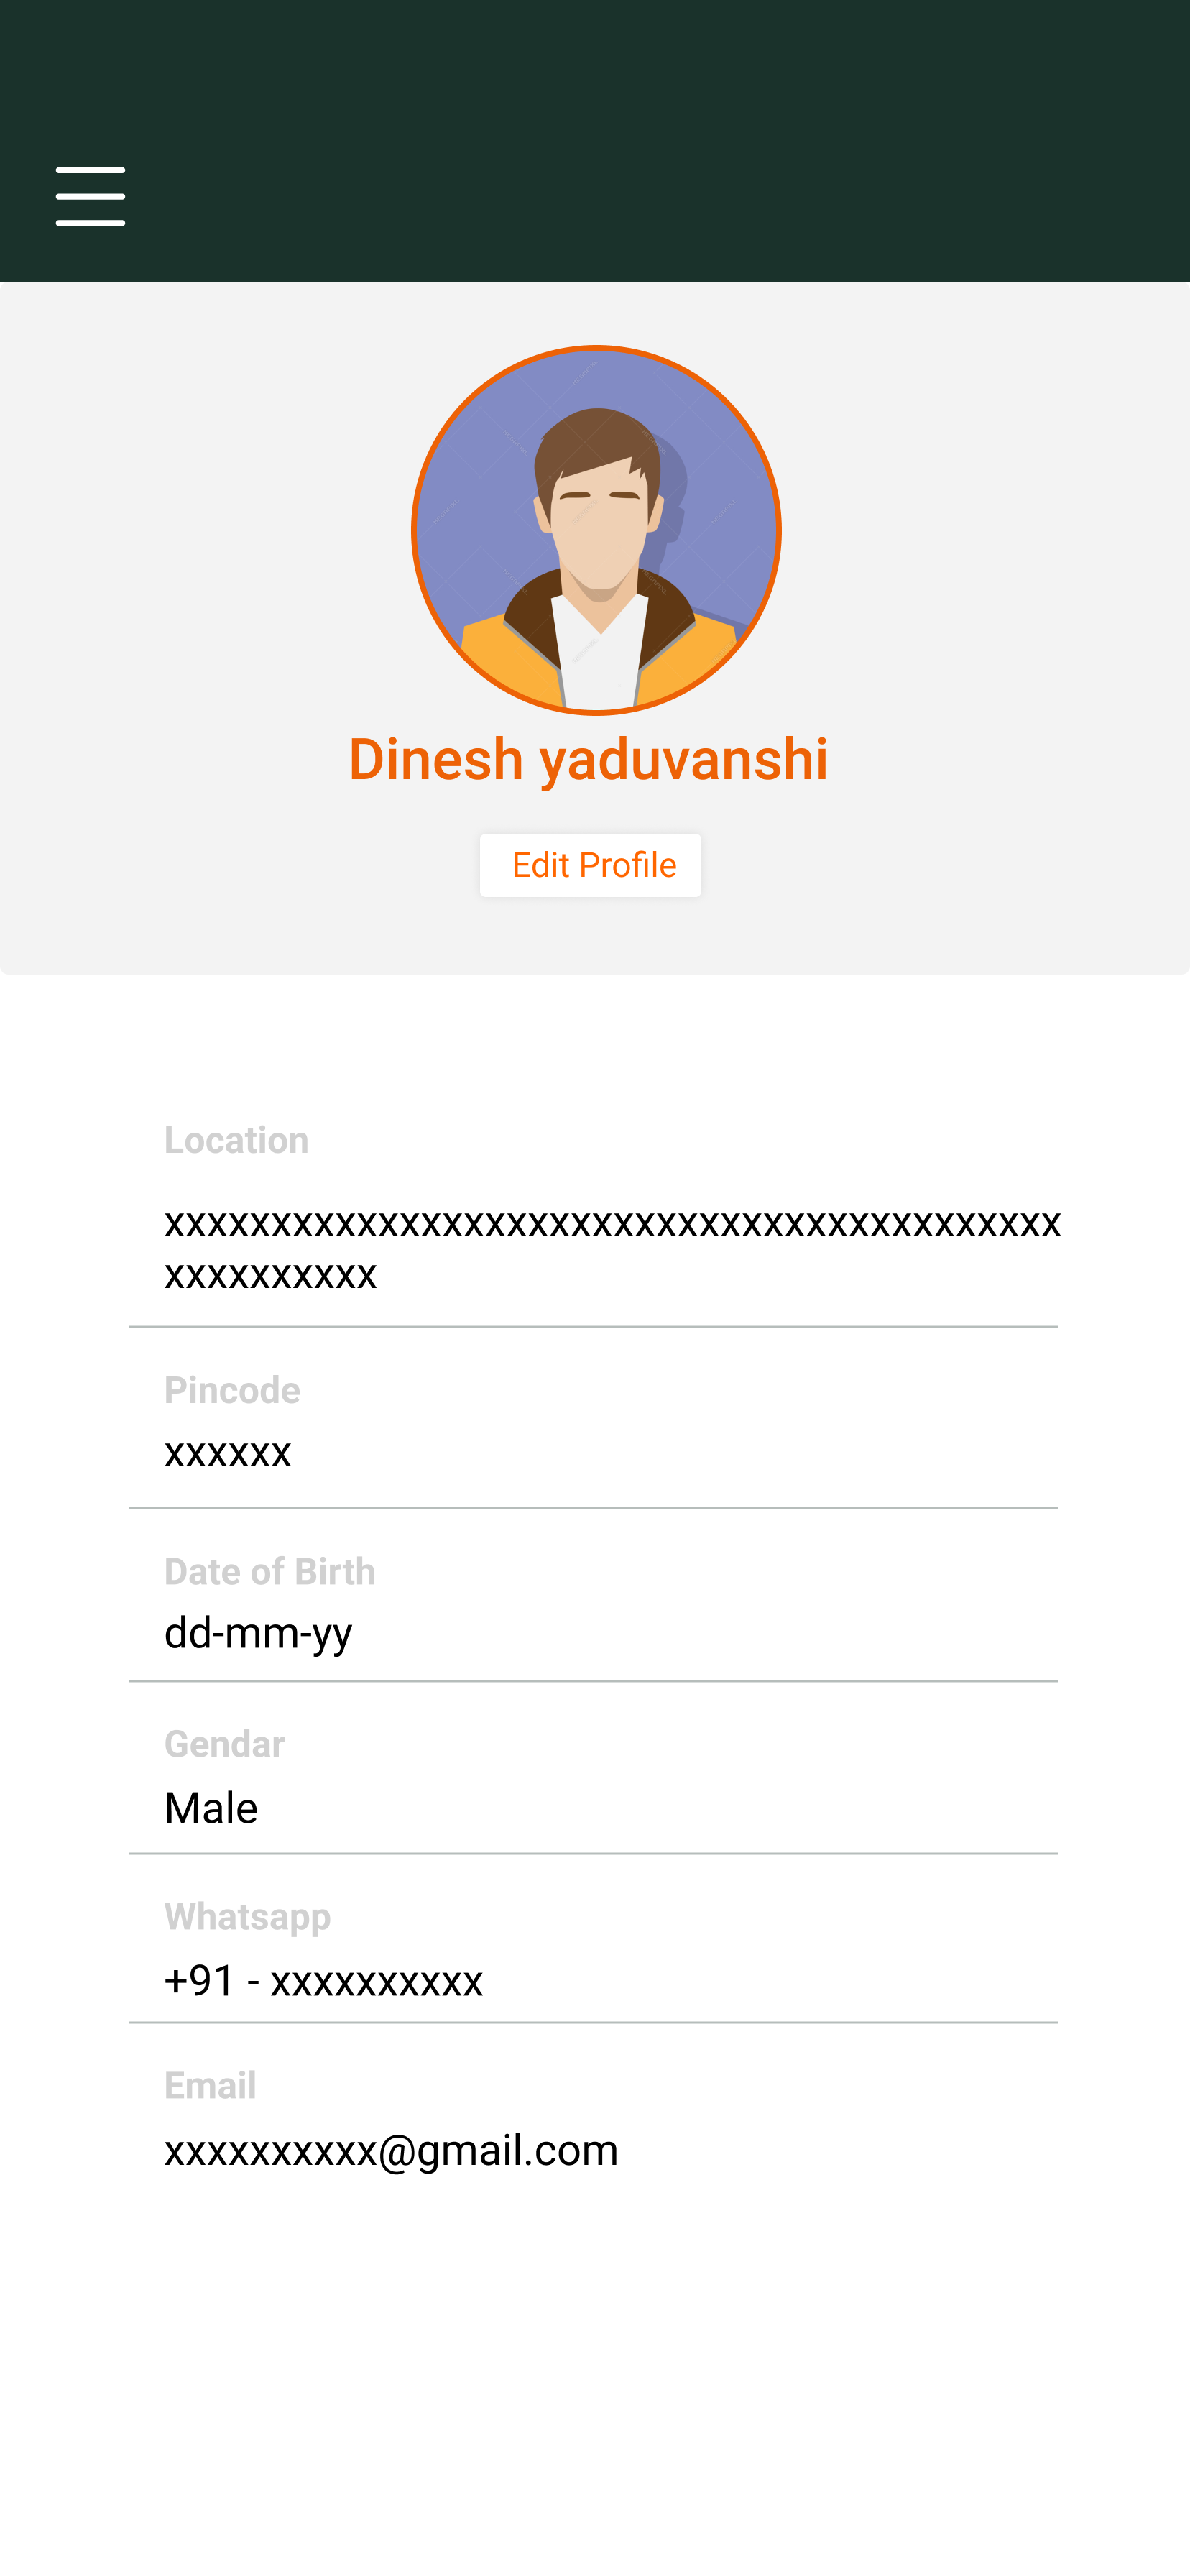 Dinesh yaduvanshi
Edit Profile
Location
xxxxxxxxxxxxxxxxxxxxxxxxxxxxxxxxxxxxxxxxxx
xxxxxxxxxx
Pincode
xxxxxx
Date of Birth
dd-mm-yy
Gendar
Male
Whatsapp
+91 - xxxxxxxxxx
Email
xxxxxxxxxx@gmail.com